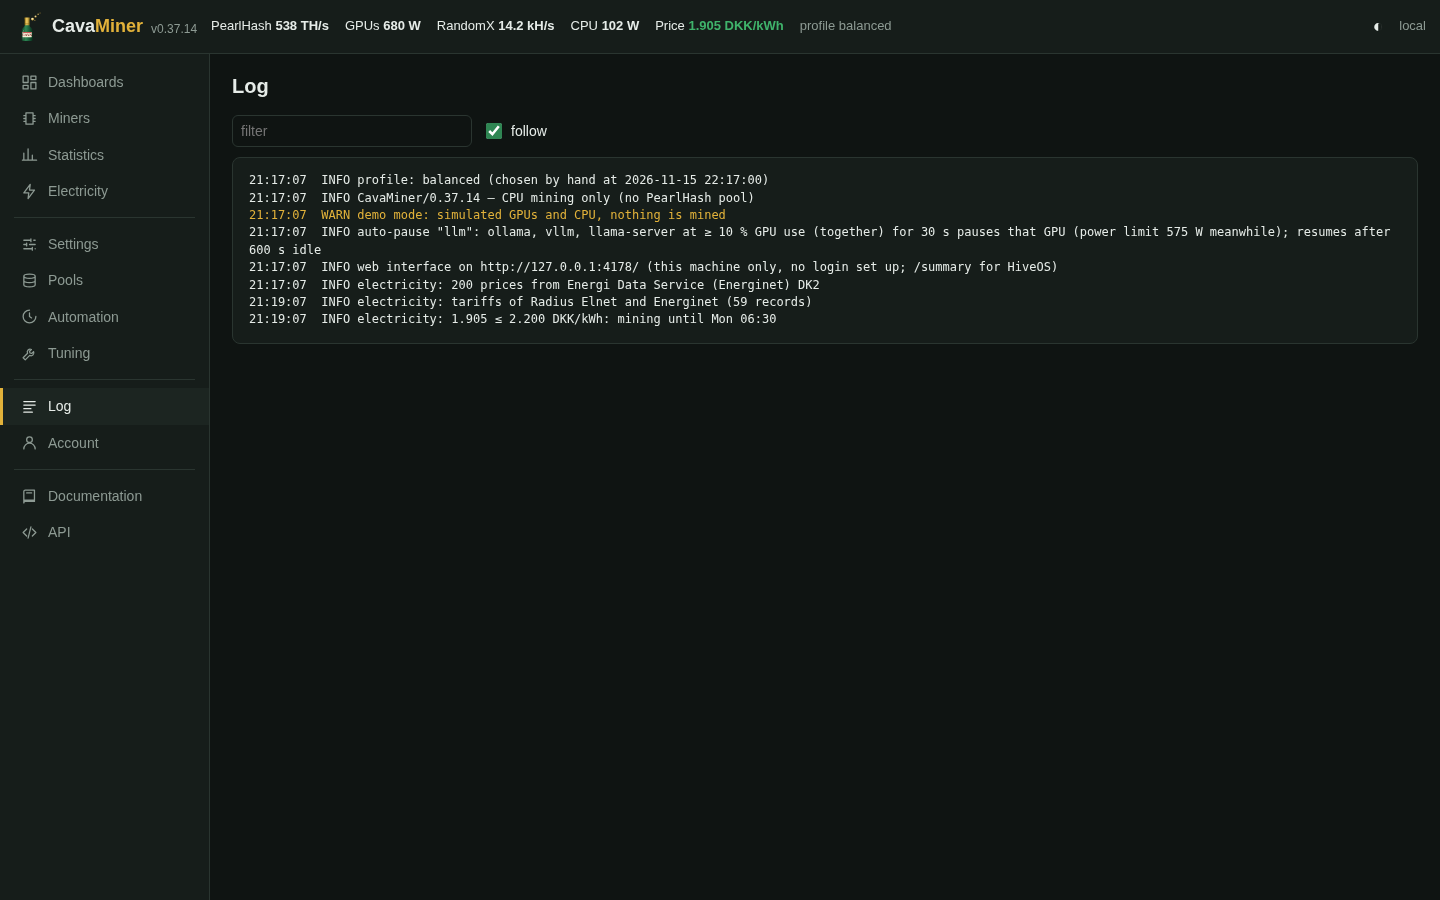 CavaMiner v0.37.14 PearlHash 538 TH/s GPUs 680 W RandomX 14.2 kH/s CPU 102 W Price 1.905 DKK/kWh profile balanced local
Dashboards
Miners
Statistics
Electricity
Settings
Pools
Automation
Tuning
Log
Account
Documentation
API
Log
filter follow
21:17:07 INFO profile: balanced (chosen by hand at 2026-11-15 22:17:00)
21:17:07 INFO CavaMiner/0.37.14 — CPU mining only (no PearlHash pool)
21:17:07 WARN demo mode: simulated GPUs and CPU, nothing is mined
21:17:07 INFO auto-pause "llm": ollama, vllm, llama-server at ≥ 10 % GPU use (together) for 30 s pauses that GPU (power limit 575 W meanwhile); resumes after
600 s idle
21:17:07 INFO web interface on http://127.0.0.1:4178/ (this machine only, no login set up; /summary for HiveOS)
21:17:07 INFO electricity: 200 prices from Energi Data Service (Energinet) DK2
21:19:07 INFO electricity: tariffs of Radius Elnet and Energinet (59 records)
21:19:07 INFO electricity: 1.905 ≤ 2.200 DKK/kWh: mining until Mon 06:30